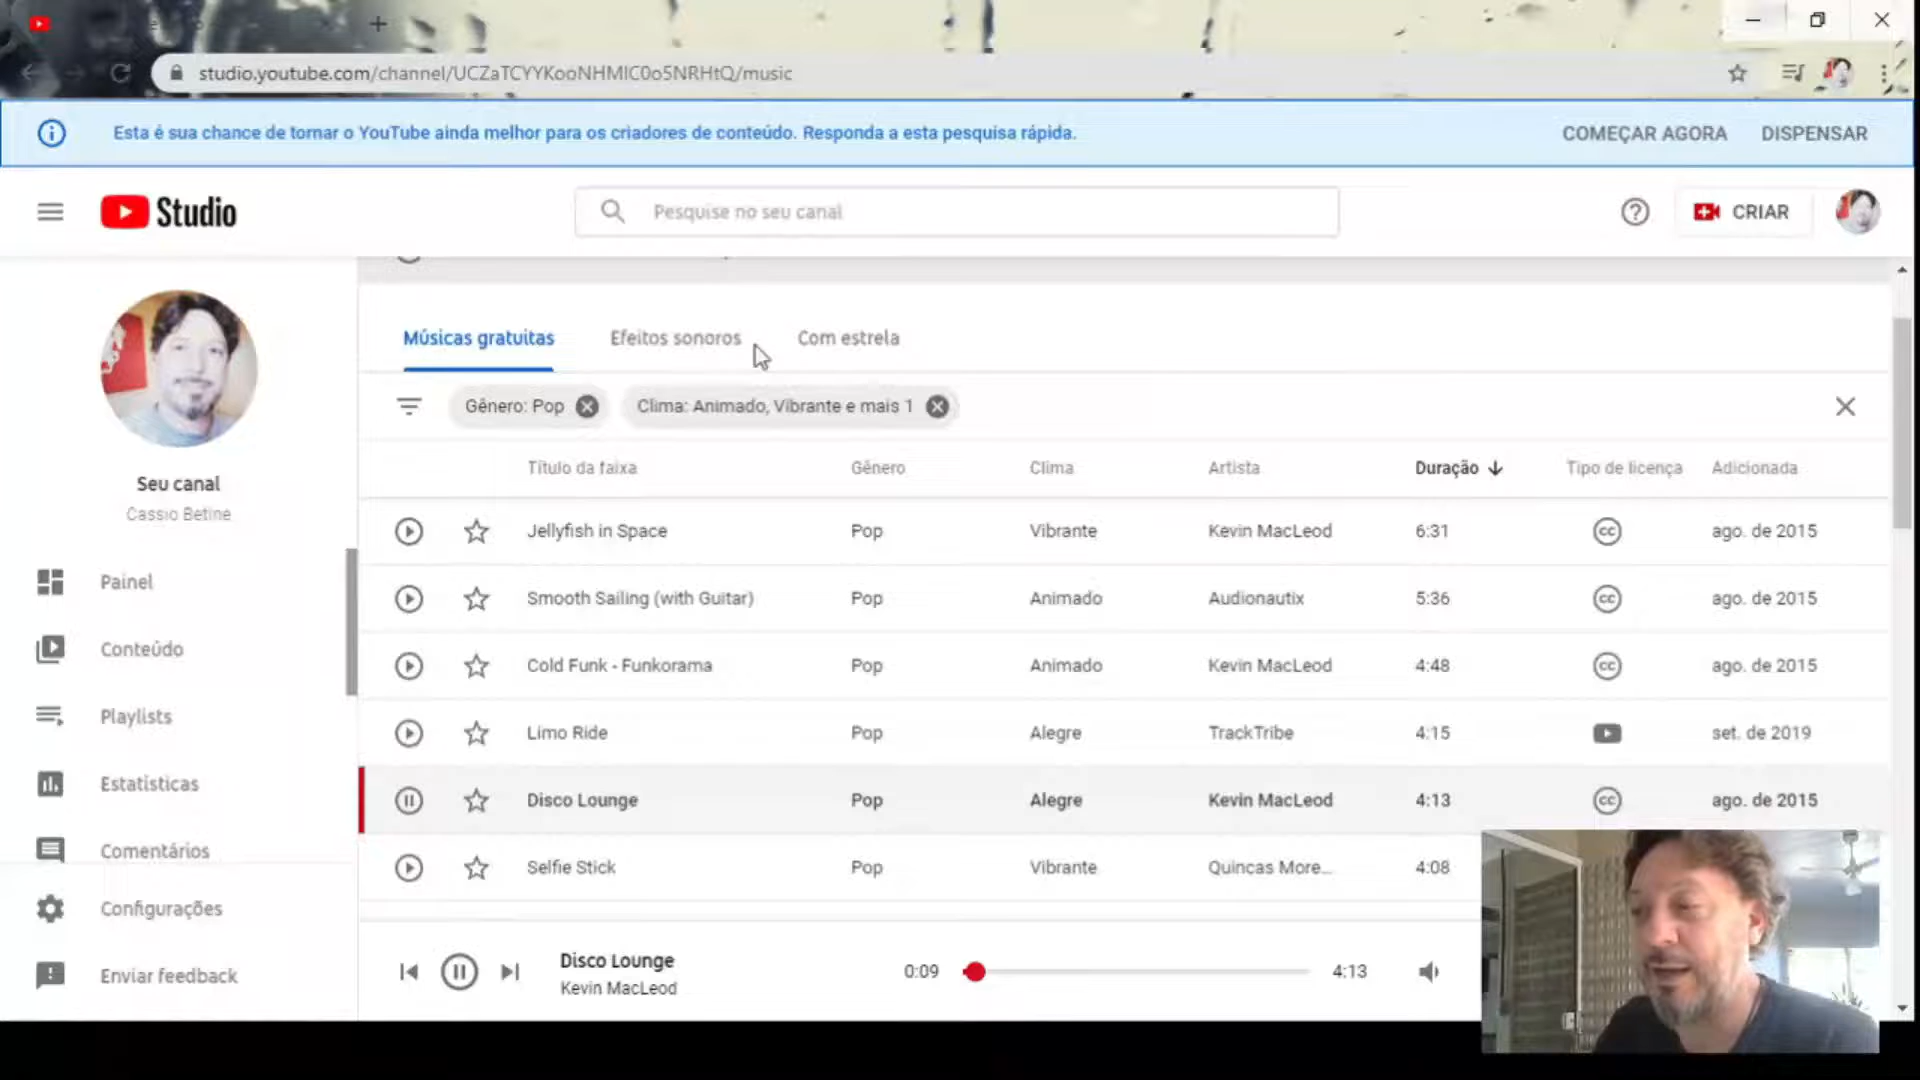 studio.youtube.com/channel/UCZaTCYYKooNHMIC0o5NRHtQ/music
Esta é sua chance de tornar o YouTube ainda melhor para os criadores de conteúdo. Responda a esta pesquisa rápida.
COMEÇAR AGORA
DISPENSAR
Studio
Pesquise no seu canal
CRIAR
Seu canal
Cassio Betine
Painel
Conteúdo
Playlists
Estatísticas
Comentários
Configurações
Enviar feedback
Músicas gratuitas
Efeitos sonoros
Com estrela
Gênero: Pop
Clima: Animado, Vibrante e mais 1
Título da faixa Gênero Clima Artista Duração Tipo de licença Adicionada
Jellyfish in Space Pop Vibrante Kevin MacLeod 6:31 cc ago. de 2015
Smooth Sailing (with Guitar) Pop Animado Audionautix 5:36 cc ago. de 2015
Cold Funk - Funkorama Pop Animado Kevin MacLeod 4:48 cc ago. de 2015
Limo Ride Pop Alegre TrackTribe 4:15 set. de 2019
Disco Lounge Pop Alegre Kevin MacLeod 4:13 cc ago. de 2015
Selfie Stick Pop Vibrante Quincas More... 4:08
Disco Lounge
Kevin MacLeod
0:09
4:13